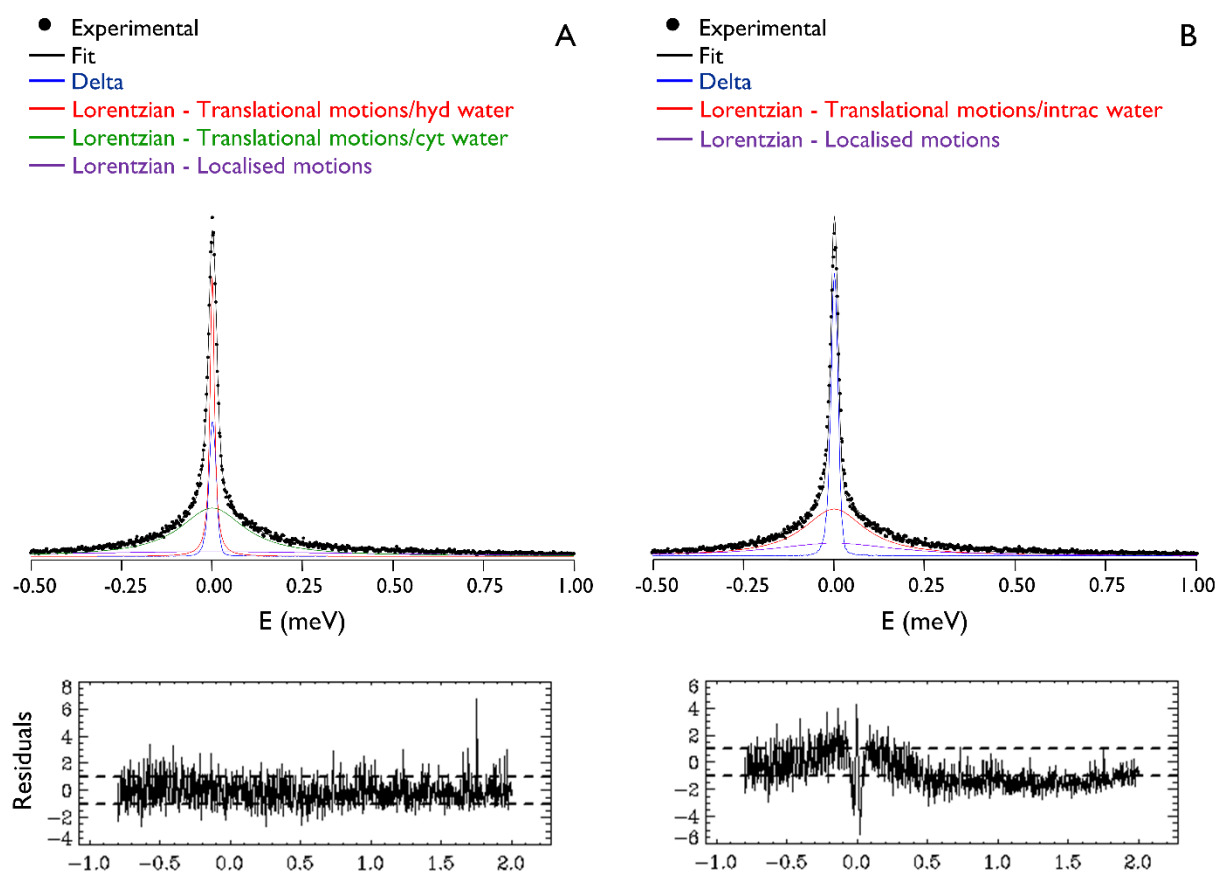 Experimental
Fit
Delta
Lorentzian - Translational motions/hyd water
Lorentzian - Translational motions/cyt water
Lorentzian - Localised motions
A
-0.50 -0.25 0.00 0.25 0.50 0.75 1.00
E (meV)
Experimental
Fit
Delta
Lorentzian - Translational motions/intrac water
Lorentzian - Localised motions
B
-0.50 -0.25 0.00 0.25 0.50 0.75 1.00
E (meV)
Residuals
8
6
4
2
0
−2
−4
−1.0 −0.5 0.0 0.5 1.0 1.5 2.0
6
4
2
0
−2
−4
−6
−1.0 −0.5 0.0 0.5 1.0 1.5 2.0